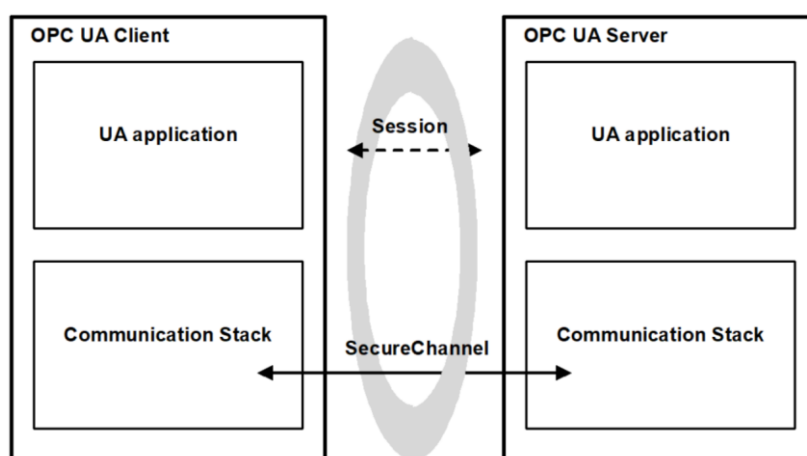 OPC UA Client
OPC UA Server
UA application
Session
UA application
Communication Stack
SecureChannel
Communication Stack